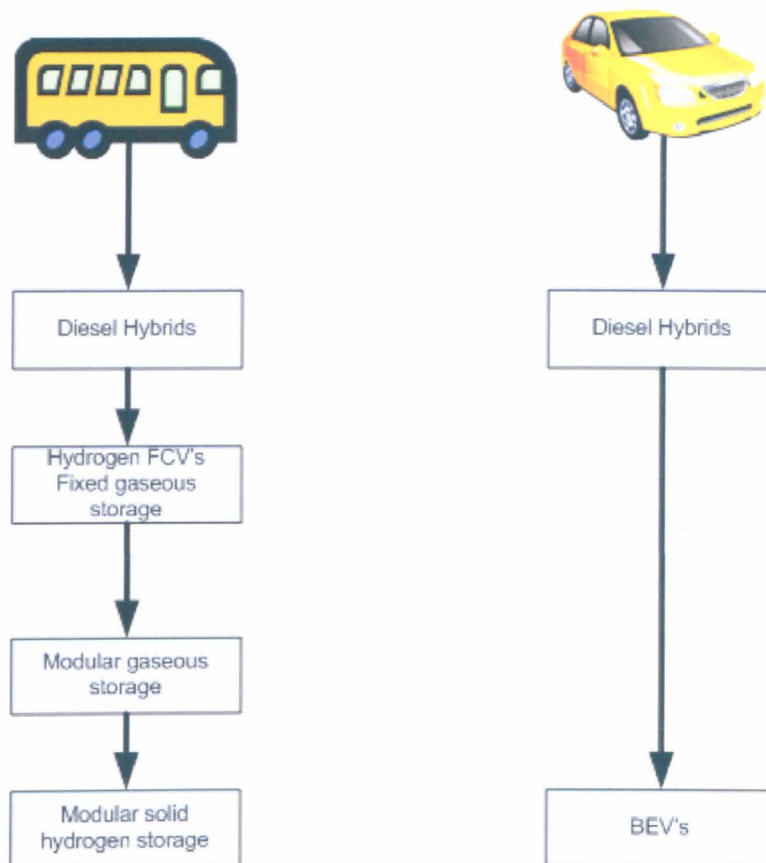 Diesel Hybrids
Diesel Hybrids
Hydrogen FCV's
Fixed gaseous
storage
Modular gaseous
storage
Modular solid
hydrogen storage
BEV's